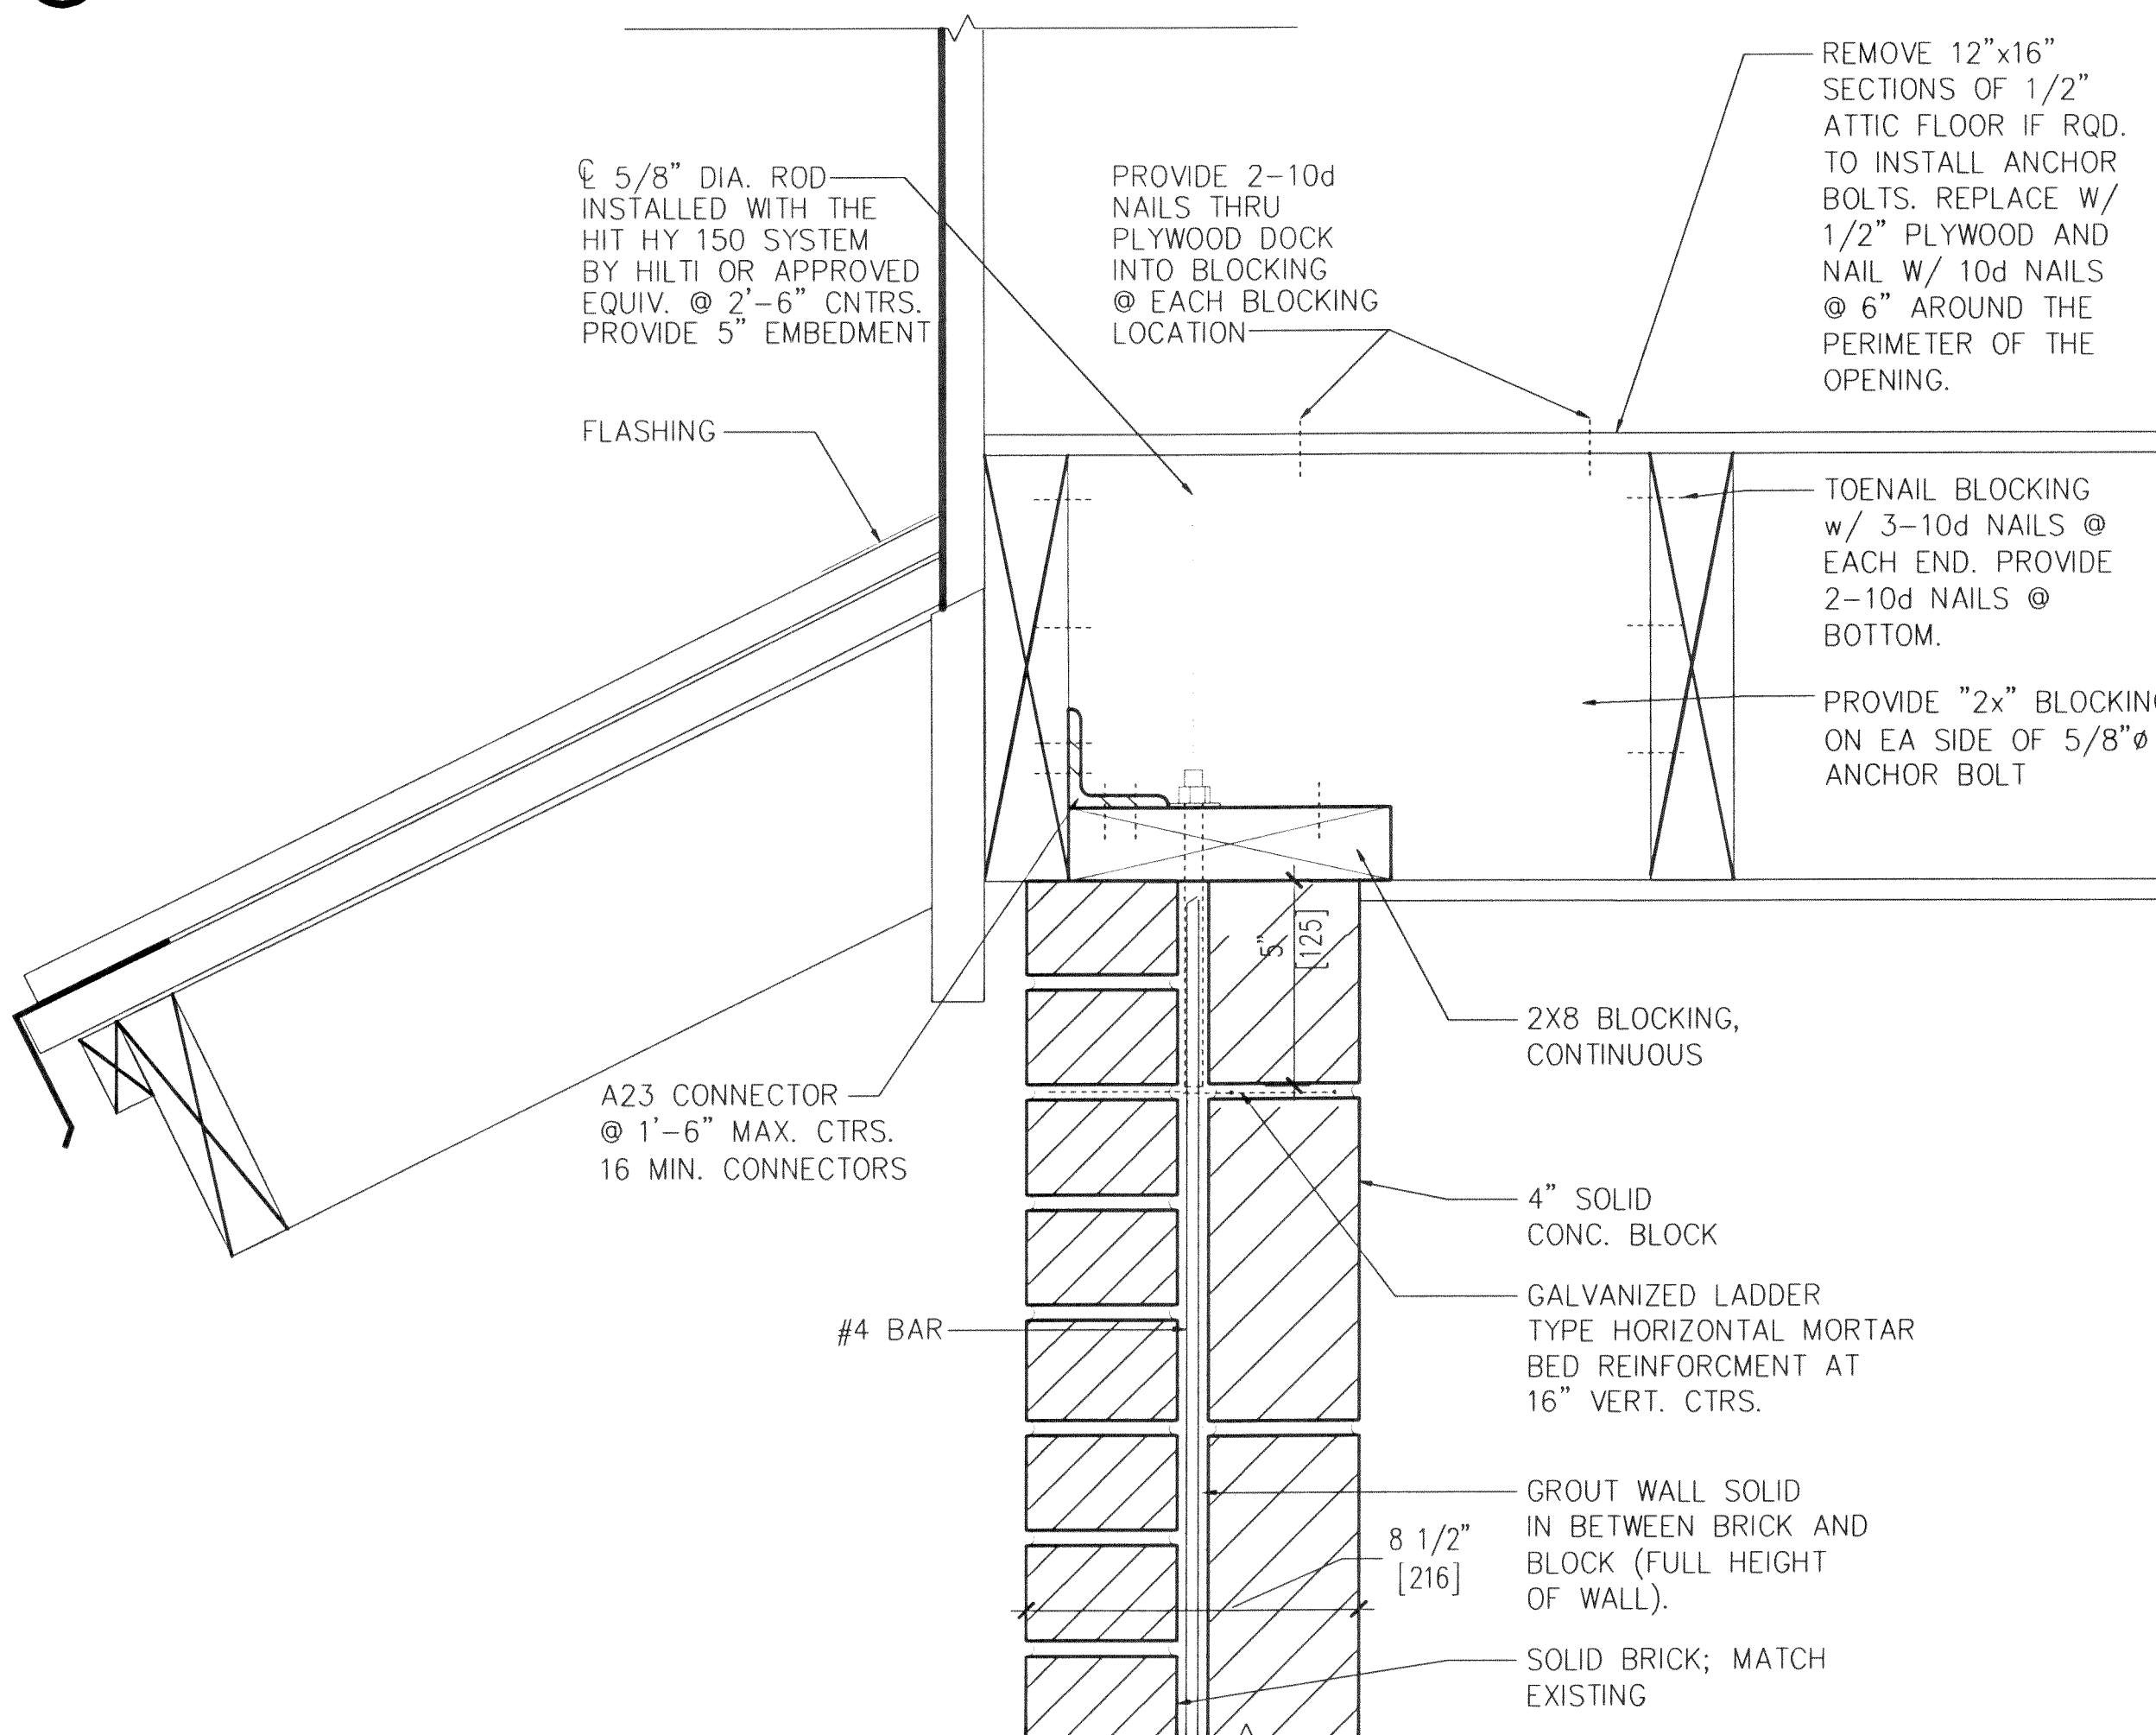 ℄ 5/8" DIA. ROD
INSTALLED WITH THE
HIT HY 150 SYSTEM
BY HILTI OR APPROVED
EQUIV. @ 2'-6" CNTRS.
PROVIDE 5" EMBEDMENT
PROVIDE 2-10d
NAILS THRU
PLYWOOD DOCK
INTO BLOCKING
@ EACH BLOCKING
LOCATION
REMOVE 12"x16"
SECTIONS OF 1/2"
ATTIC FLOOR IF RQD.
TO INSTALL ANCHOR
BOLTS. REPLACE W/
1/2" PLYWOOD AND
NAIL W/ 10d NAILS
@ 6" AROUND THE
PERIMETER OF THE
OPENING.
FLASHING
TOENAIL BLOCKING
w/ 3-10d NAILS @
EACH END. PROVIDE
2-10d NAILS @
BOTTOM.
PROVIDE "2x" BLOCKING
ON EA SIDE OF 5/8"ø
ANCHOR BOLT
5"
[125]
2X8 BLOCKING,
CONTINUOUS
A23 CONNECTOR
@ 1'-6" MAX. CTRS.
16 MIN. CONNECTORS
4" SOLID
CONC. BLOCK
GALVANIZED LADDER
TYPE HORIZONTAL MORTAR
BED REINFORCMENT AT
16" VERT. CTRS.
#4 BAR
GROUT WALL SOLID
IN BETWEEN BRICK AND
BLOCK (FULL HEIGHT
OF WALL).
8 1/2"
[216]
SOLID BRICK; MATCH
EXISTING